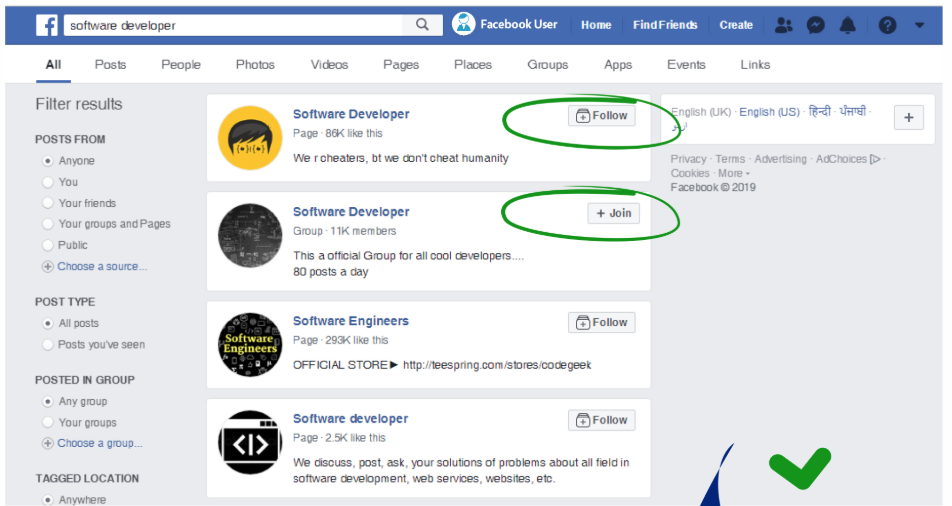 f software developer Facebook User Home Find Friends Create
All Posts People Photos Videos Pages Places Groups Apps Events Links
Filter results
POSTS FROM
Anyone
You
Your friends
Your groups and Pages
Public
Choose a source...
POST TYPE
All posts
Posts you've seen
POSTED IN GROUP
Any group
Your groups
Choose a group...
TAGGED LOCATION
Anywhere
Software Developer
Follow
Page · 86K like this
We r cheaters, bt we don't cheat humanity
Software Developer
+ Join
Group · 11K members
This a official Group for all cool developers....
80 posts a day
Software
Engineers
Software Engineers
Follow
Page · 293K like this
OFFICIAL STORE► http://teespring.com/stores/codegeek
Software developer
Follow
Page · 2.5K like this
We discuss, post, ask, your solutions of problems about all field in
software development, web services, websites, etc.
English (UK) · English (US) · हिन्दी · ਪੰਜਾਬੀ ·
اردو
+
Privacy · Terms · Advertising · AdChoices ·
Cookies · More
Facebook © 2019